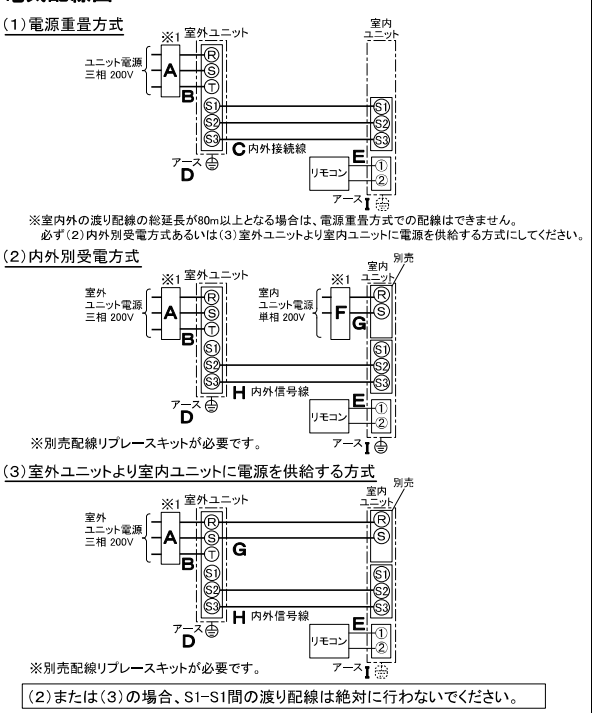 (1)電源重畳方式
※1 室外ユニット
室内
ユニット
ユニット電源
三相 200V
A
B
R
S
T
S1
S2
S3
S1
S2
S3
C 内外接続線
アース
D
リモコン
E
①
②
アース I
※室内外の渡り配線の総延長が80m以上となる場合は、電源重畳方式での配線はできません。
必ず(2)内外別受電方式あるいは(3)室外ユニットより室内ユニットに電源を供給する方式にしてください。
(2)内外別受電方式
※1 室外ユニット
※1
室内
ユニット
別売
室外
ユニット電源
三相 200V
A
B
R
S
T
S1
S2
S3
室内
ユニット電源
単相 200V
F
G
R
S
S1
S2
S3
H 内外信号線
アース
D
リモコン
E
①
②
アース I
※別売配線リプレースキットが必要です。
(3)室外ユニットより室内ユニットに電源を供給する方式
※1 室外ユニット
室内
ユニット
別売
室外
ユニット電源
三相 200V
A
B
R
S
T
S1
S2
S3
G
R
S
S1
S2
S3
H 内外信号線
アース
D
リモコン
E
①
②
アース I
※別売配線リプレースキットが必要です。
(2)または(3)の場合、S1-S1間の渡り配線は絶対に行わないでください。